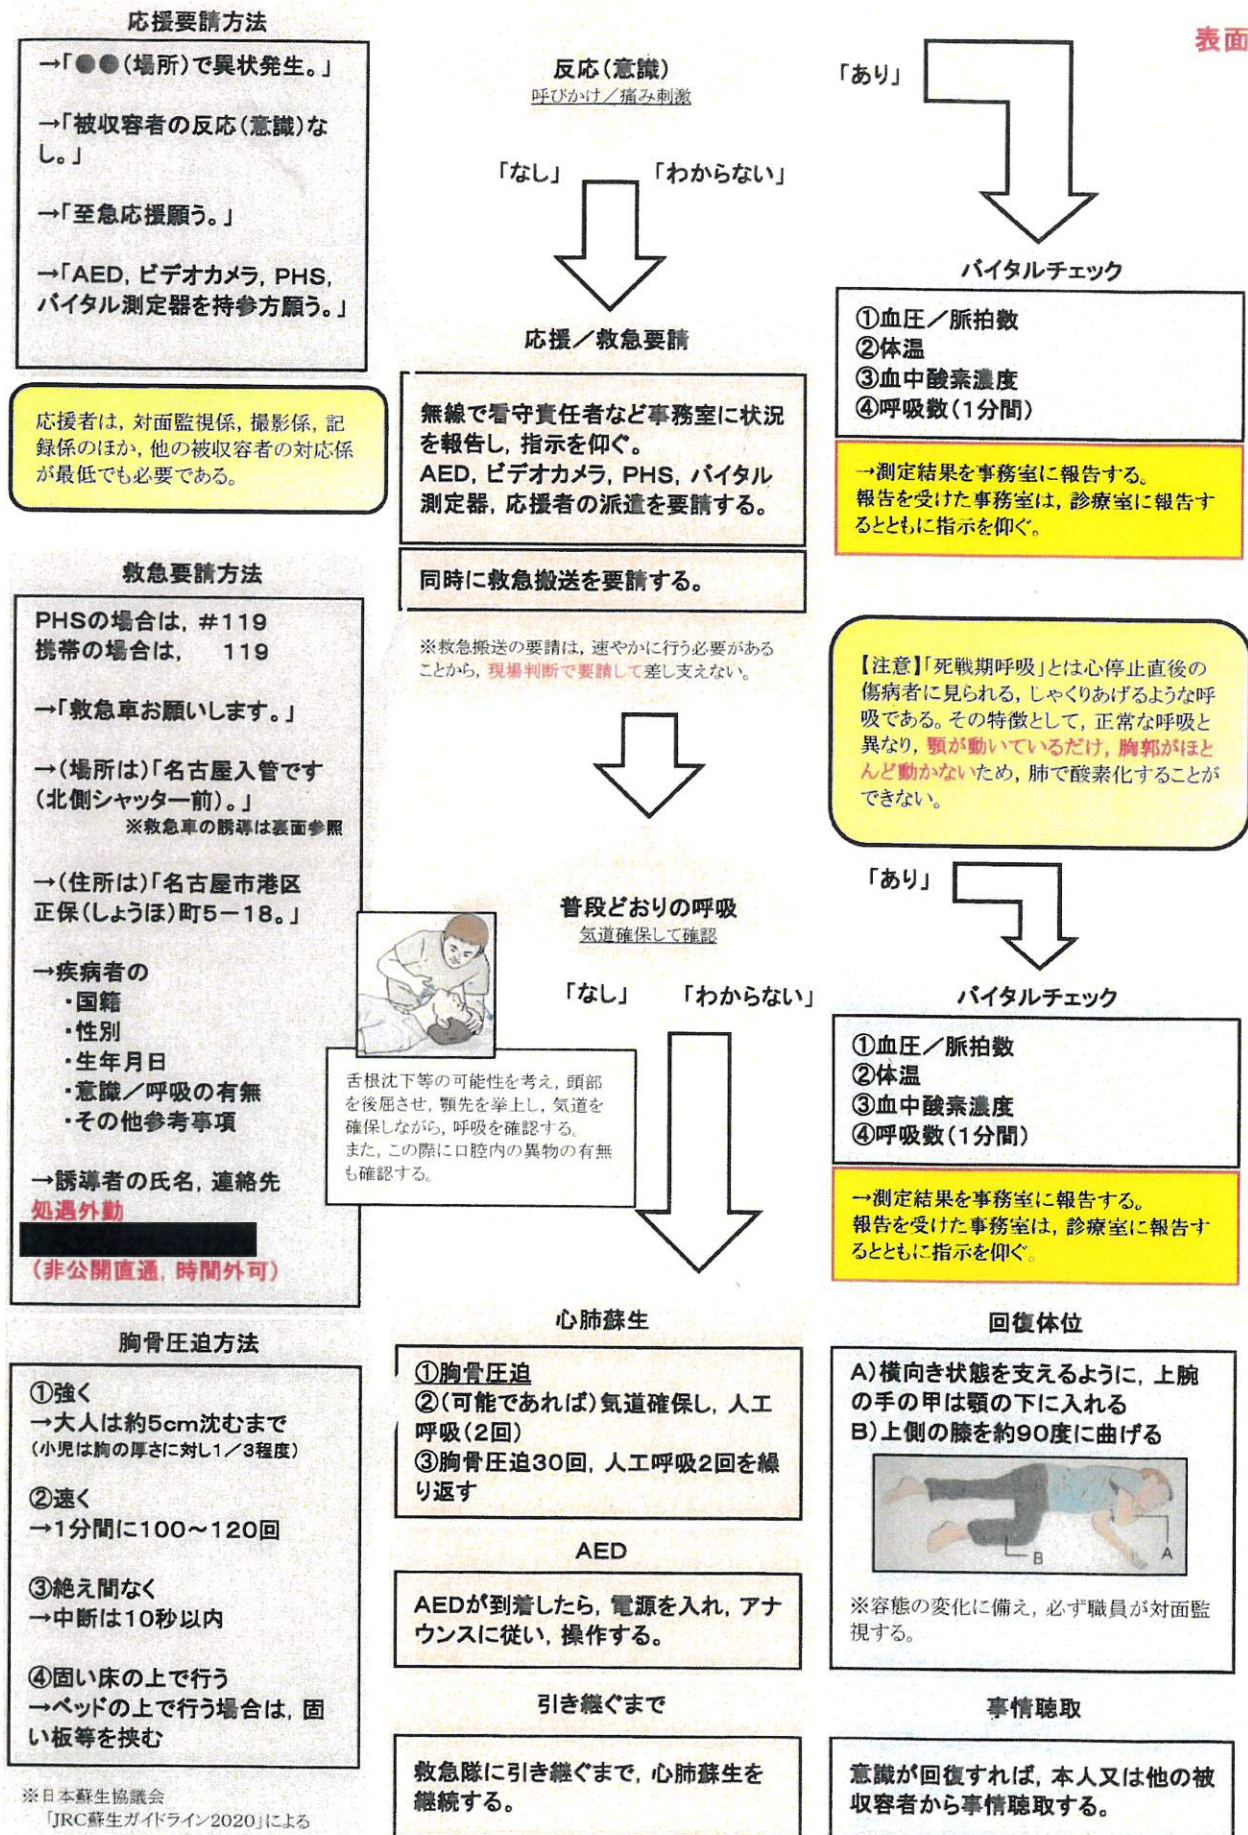 表面
応援要請方法
→「●●(場所)で異状発生。」
→「被収容者の反応(意識)な
し。」
→「至急応援願う。」
→「AED, ビデオカメラ, PHS,
バイタル測定器を持参方願う。」
応援者は, 対面監視係, 撮影係, 記
録係のほか, 他の被収容者の対応係
が最低でも必要である。
救急要請方法
PHSの場合は, #119
携帯の場合は, 119
→「救急車お願いします。」
→(場所は)「名古屋入管です
(北側シャッター前)。」
※救急車の誘導は裏面参照
→(住所は)「名古屋市港区
正保(しょうほ)町5-18。」
→疾病者の
・国籍
・性別
・生年月日
・意識/呼吸の有無
・その他参考事項
→誘導者の氏名, 連絡先
処遇外勤
(非公開直通, 時間外可)
胸骨圧迫方法
①強く
→大人は約5cm沈むまで
(小児は胸の厚さに対し1/3程度)
②速く
→1分間に100~120回
③絶え間なく
→中断は10秒以内
④固い床の上で行う
→ベッドの上で行う場合は, 固
い板等を挟む
※日本蘇生協議会
「JRC蘇生ガイドライン2020」による
反応(意識)
呼びかけ/痛み刺激
「なし」
「わからない」
応援/救急要請
無線で看守責任者など事務室に状況
を報告し, 指示を仰ぐ。
AED, ビデオカメラ, PHS, バイタル
測定器, 応援者の派遣を要請する。
同時に救急搬送を要請する。
※救急搬送の要請は, 速やかに行う必要がある
ことから, 現場判断で要請して差し支えない。
普段どおりの呼吸
気道確保して確認
「なし」
「わからない」
舌根沈下等の可能性を考え, 頭部
を後屈させ, 顎先を挙上し, 気道を
確保しながら, 呼吸を確認する。
また, この際に口腔内の異物の有無
も確認する。
心肺蘇生
①胸骨圧迫
②(可能であれば)気道確保し, 人工
呼吸(2回)
③胸骨圧迫30回, 人工呼吸2回を繰
り返す
AED
AEDが到着したら, 電源を入れ, アナ
ウンスに従い, 操作する。
引き継ぐまで
救急隊に引き継ぐまで, 心肺蘇生を
継続する。
「あり」
バイタルチェック
①血圧/脈拍数
②体温
③血中酸素濃度
④呼吸数(1分間)
→測定結果を事務室に報告する。
報告を受けた事務室は, 診療室に報告す
るとともに指示を仰ぐ。
【注意】「死戦期呼吸」とは心停止直後の
傷病者に見られる, しゃくりあげるような呼
吸である。その特徴として, 正常な呼吸と
異なり, 顎が動いているだけ, 胸郭がほと
んど動かないため, 肺で酸素化することが
できない。
「あり」
バイタルチェック
①血圧/脈拍数
②体温
③血中酸素濃度
④呼吸数(1分間)
→測定結果を事務室に報告する。
報告を受けた事務室は, 診療室に報告す
るとともに指示を仰ぐ。
回復体位
A)横向き状態を支えるように, 上腕
の手の甲は顎の下に入れる
B)上側の膝を約90度に曲げる
B
A
※容態の変化に備え, 必ず職員が対面監
視する。
事情聴取
意識が回復すれば, 本人又は他の被
収容者から事情聴取する。